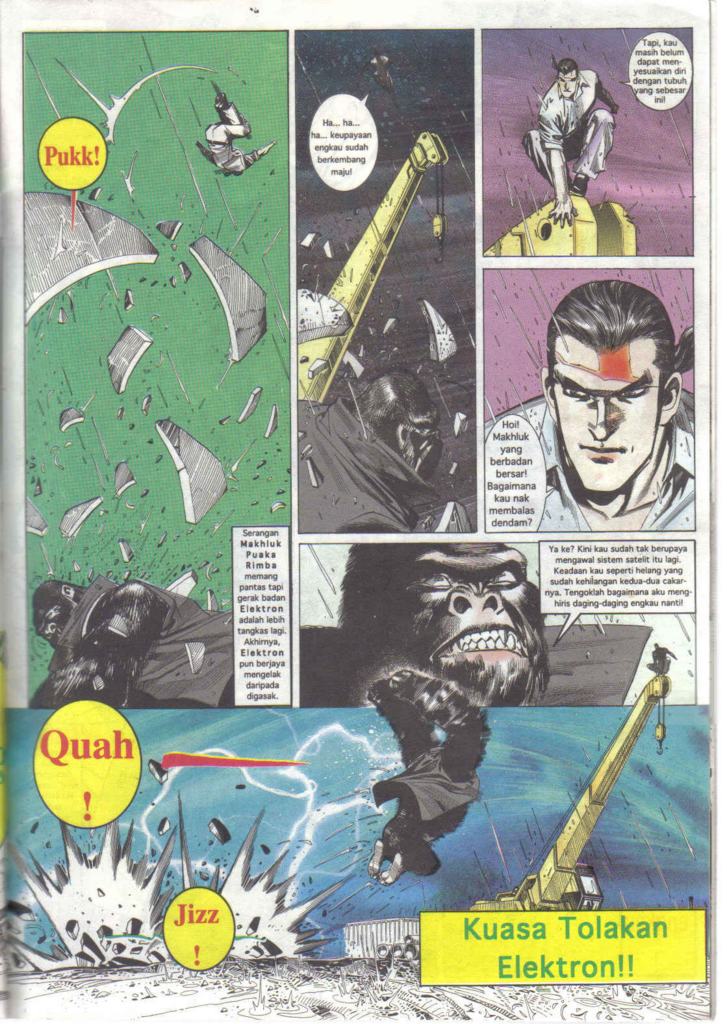 Pukk!
Serangan
Makhluk
Puaka
Rimba
memang
pantas tapi
gerak badan
Elektron
adalah lebih
tangkas lagi.
Akhirnya,
Elektron
pun berjaya
mengelak
daripada
digasak.
Ha... ha...
ha... keupayaan
engkau sudah
berkembang
maju!
Tapi, kau
masih belum
dapat men-
yesuaikan diri
dengan tubuh
yang sebesar
ini!
Hoi!
Makhluk
yang
berbadan
bersar!
Bagaimana
kau nak
membalas
dendam?
Ya ke? Kini kau sudah tak berupaya
mengawal sistem satelit itu lagi.
Keadaan kau seperti helang yang
sudah kehilangan kedua-dua cakar-
nya. Tengoklah bagaimana aku meng-
hiris daging-daging engkau nanti!
Quah
!
Jizz
!
Kuasa Tolakan
Elektron!!